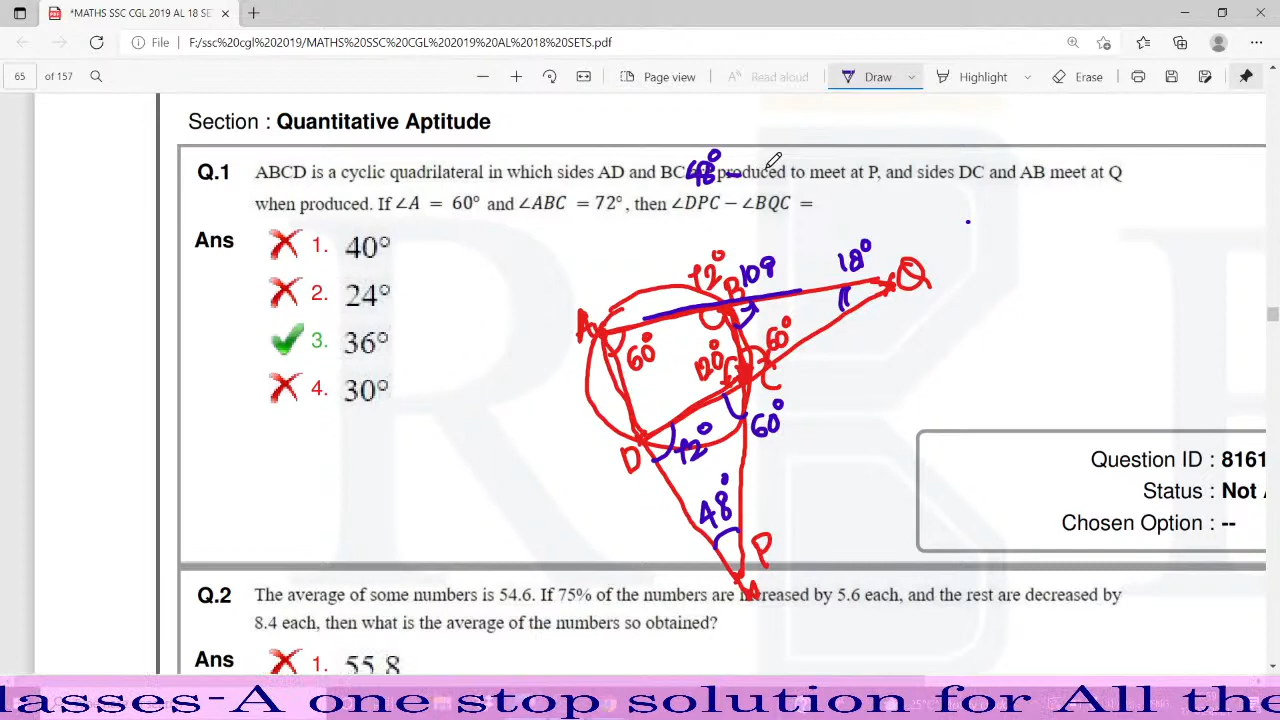 *MATHS SSC CGL 2019 AL 18 SET
File F:/ssc%20cgl%202019/MATHS%20SSC%20CGL%202019%20AL%2018%20SETS.pdf
65 of 157 Page view Read aloud Draw Highlight Erase
Section : Quantitative Aptitude
48° –
Q.1 ABCD is a cyclic quadrilateral in which sides AD and BC produced to meet at P, and sides DC and AB meet at Q
when produced. If ∠A = 60° and ∠ABC = 72°, then ∠DPC − ∠BQC =
Ans 1. 40°
2. 24°
3. 36°
4. 30°
72° 108 18° Q
B
A 60° 120° 60°
C
D 72° 60°
48°
P
Question ID : 8161
Status : Not
Chosen Option : --
Q.2 The average of some numbers is 54.6. If 75% of the numbers are increased by 5.6 each, and the rest are decreased by
8.4 each, then what is the average of the numbers so obtained?
Ans 1. 55.8
lasses-A one stop solution for All the